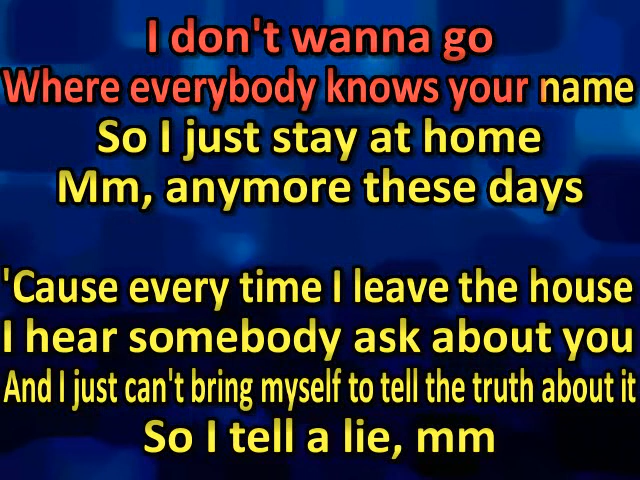 I don't wanna go
Where everybody knows your name
So I just stay at home
Mm, anymore these days
'Cause every time I leave the house
I hear somebody ask about you
And I just can't bring myself to tell the truth about it
So I tell a lie, mm